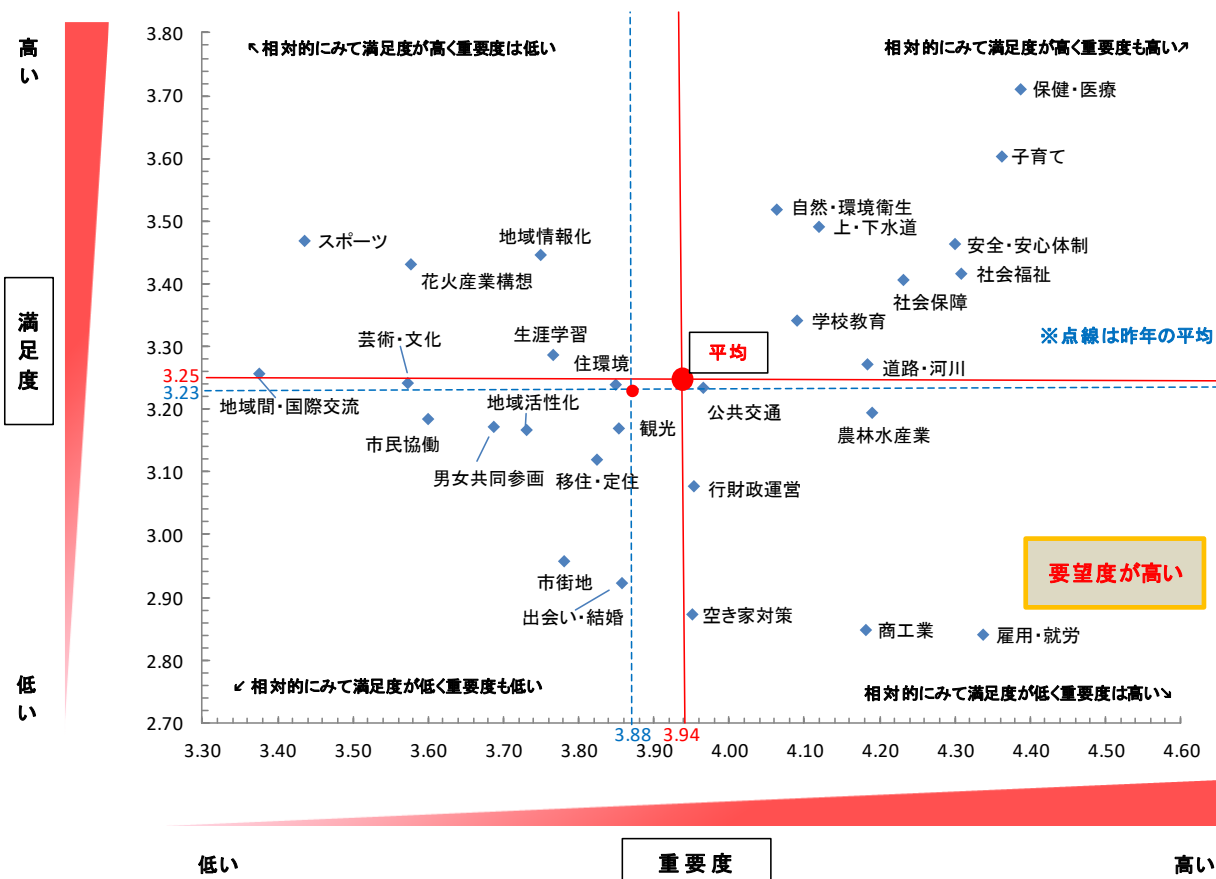 高い
満足度
低い
↖相対的にみて満足度が高く重要度は低い
相対的にみて満足度が高く重要度も高い↗
3.80
3.70
3.60
3.50
3.40
3.30
3.25
3.23
3.20
3.10
3.00
2.90
2.80
2.70
保健・医療
子育て
自然・環境衛生
上・下水道
安全・安心体制
社会福祉
社会保障
学校教育
道路・河川
※点線は昨年の平均
スポーツ
地域情報化
花火産業構想
芸術・文化
生涯学習
住環境
平均
地域間・国際交流
地域活性化
公共交通
農林水産業
市民協働
観光
男女共同参画
移住・定住
行財政運営
要望度が高い
市街地
出会い・結婚
空き家対策
商工業
雇用・就労
↙ 相対的にみて満足度が低く重要度も低い
相対的にみて満足度が低く重要度は高い↘
3.30
3.40
3.50
3.60
3.70
3.80
3.88
3.90
3.94
4.00
4.10
4.20
4.30
4.40
4.50
4.60
低い
重要度
高い